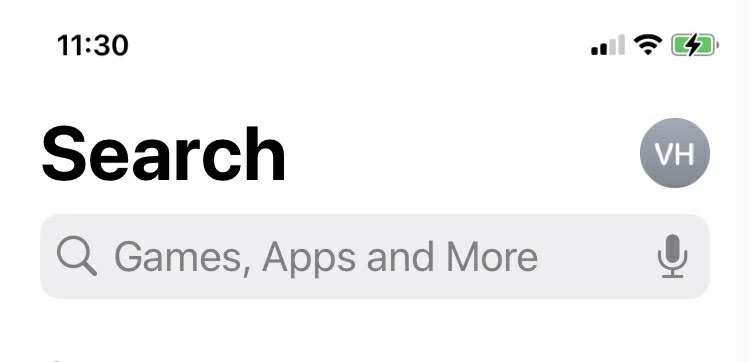 11:30
Search
VH
Games, Apps and More